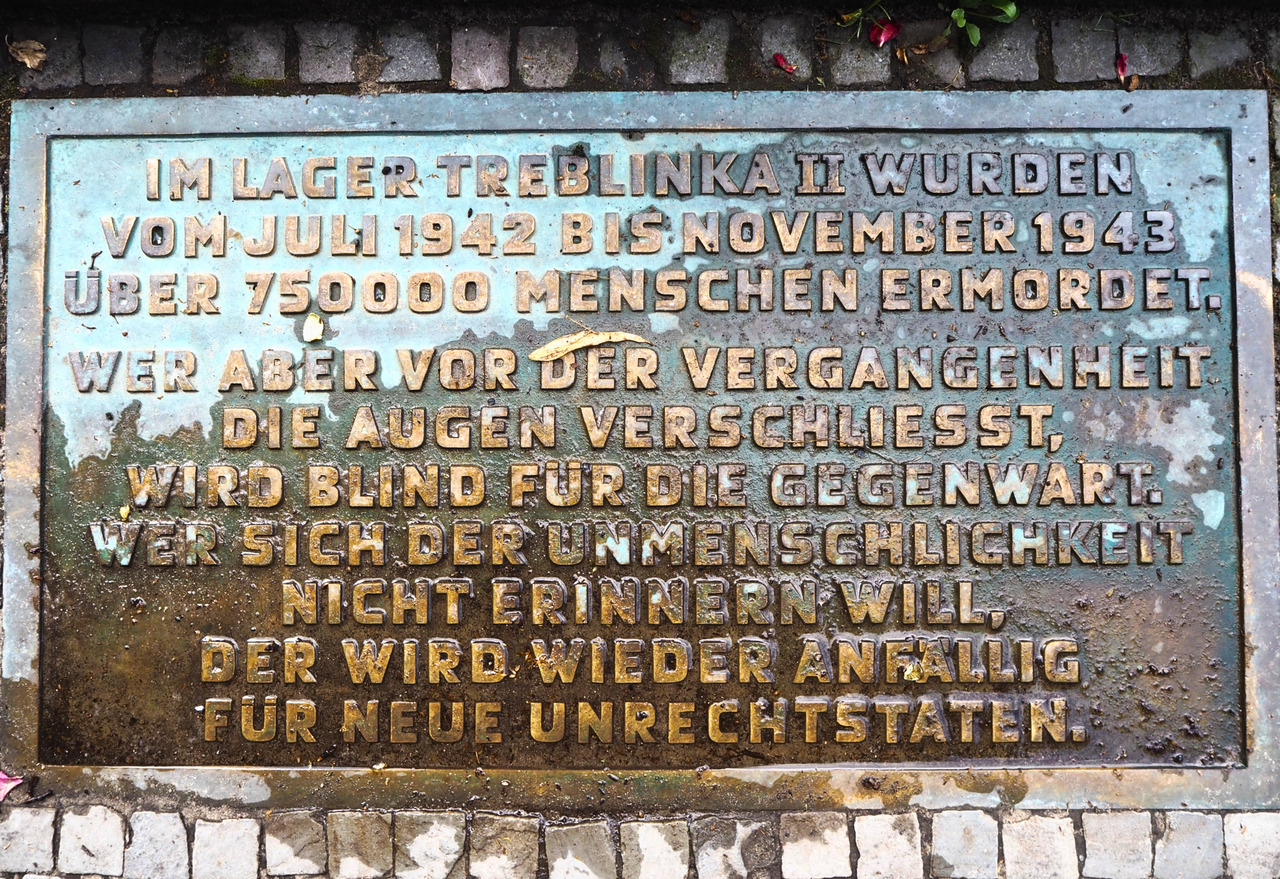 IM LAGER TREBLINKA II WURDEN
VOM JULI 1942 BIS NOVEMBER 1943
ÜBER 750000 MENSCHEN ERMORDET.
WER ABER VOR DER VERGANGENHEIT
DIE AUGEN VERSCHLIESST,
WIRD BLIND FÜR DIE GEGENWART.
WER SICH DER UNMENSCHLICHKEIT
NICHT ERINNERN WILL,
DER WIRD WIEDER ANFÄLLIG
FÜR NEUE UNRECHTSTATEN.